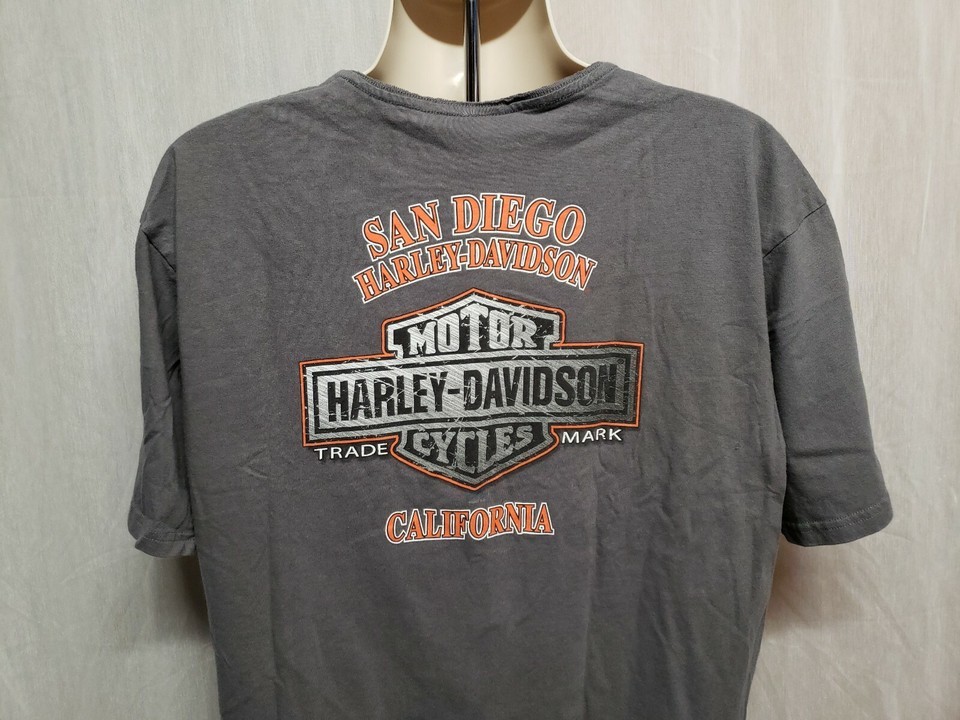 SAN DIEGO
HARLEY-DAVIDSON
MOTOR
HARLEY-DAVIDSON
CYCLES
TRADE MARK
CALIFORNIA